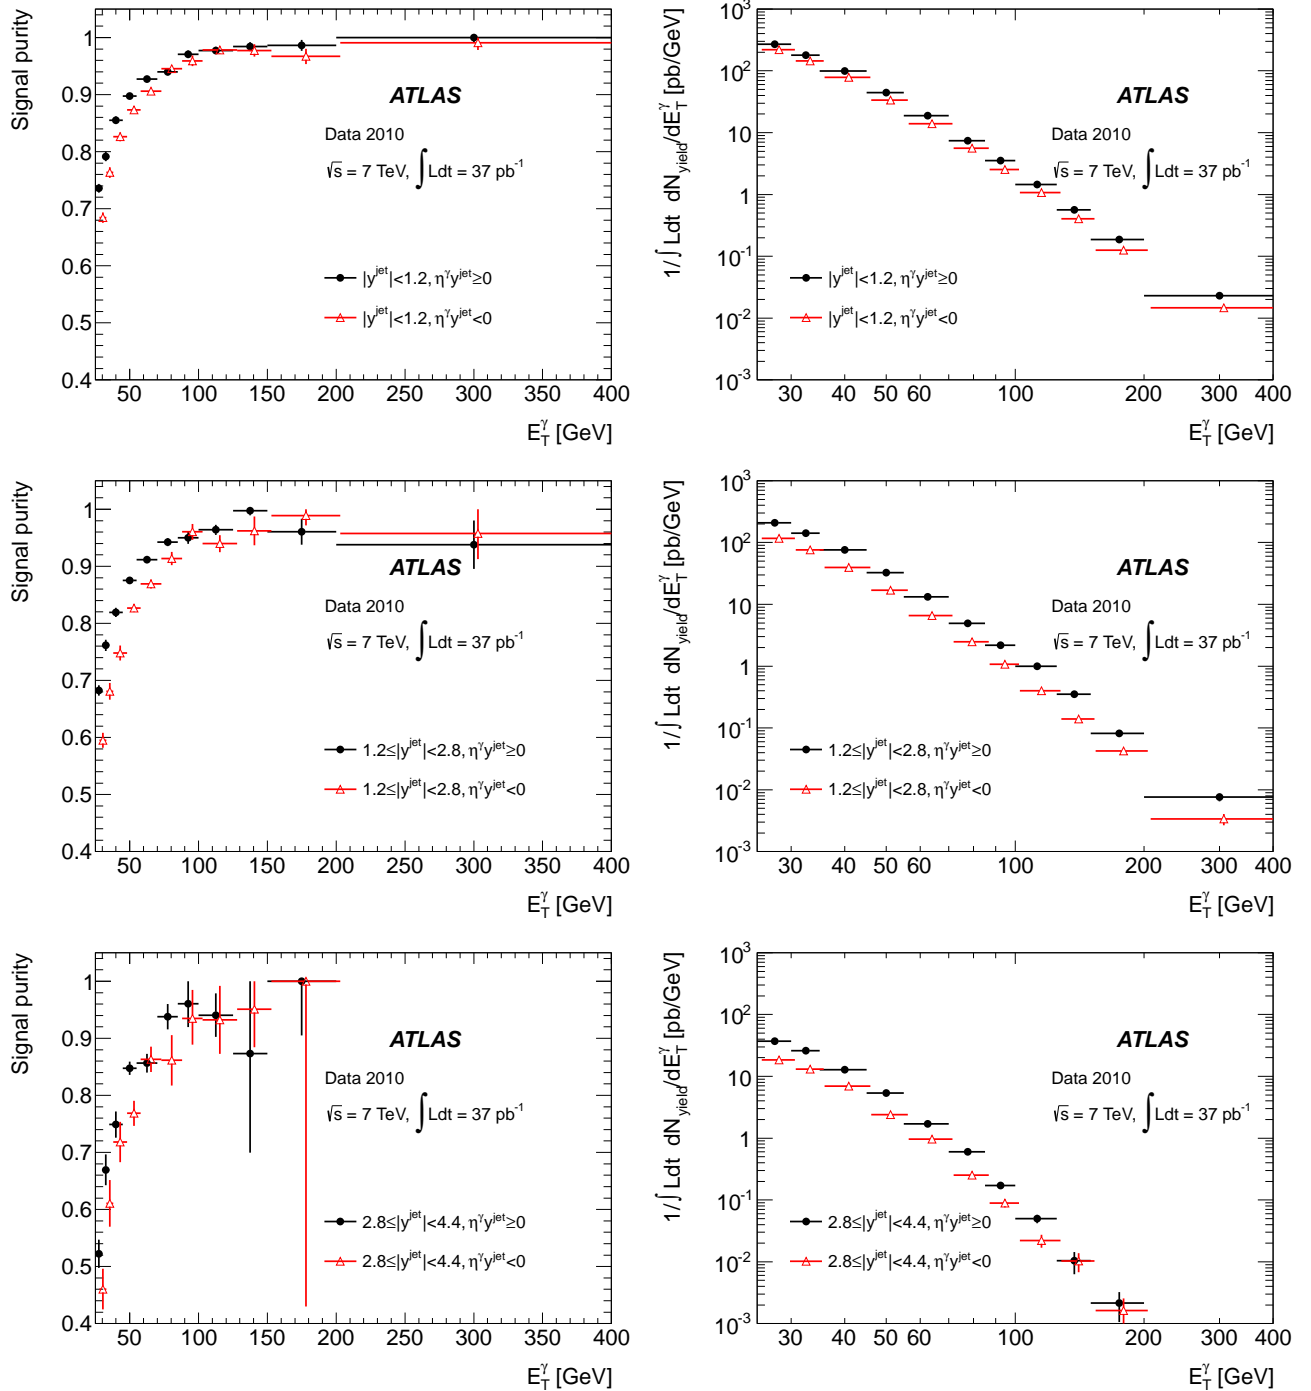 Signal purity
1
0.9
0.8
0.7
0.6
0.5
0.4
50 100 150 200 250 300 350 400
E_T^γ [GeV]
ATLAS
Data 2010
√s = 7 TeV, ∫Ldt = 37 pb⁻¹
|y^jet|<1.2, η^γy^jet≥0
|y^jet|<1.2, η^γy^jet<0
1/∫Ldt dN_yield/dE_T^γ [pb/GeV]
10³
10²
10
1
10⁻¹
10⁻²
10⁻³
30 40 50 60 100 200 300 400
E_T^γ [GeV]
ATLAS
Data 2010
√s = 7 TeV, ∫Ldt = 37 pb⁻¹
|y^jet|<1.2, η^γy^jet≥0
|y^jet|<1.2, η^γy^jet<0
Signal purity
1
0.9
0.8
0.7
0.6
0.5
0.4
50 100 150 200 250 300 350 400
E_T^γ [GeV]
ATLAS
Data 2010
√s = 7 TeV, ∫Ldt = 37 pb⁻¹
1.2≤|y^jet|<2.8, η^γy^jet≥0
1.2≤|y^jet|<2.8, η^γy^jet<0
1/∫Ldt dN_yield/dE_T^γ [pb/GeV]
10³
10²
10
1
10⁻¹
10⁻²
10⁻³
30 40 50 60 100 200 300 400
E_T^γ [GeV]
ATLAS
Data 2010
√s = 7 TeV, ∫Ldt = 37 pb⁻¹
1.2≤|y^jet|<2.8, η^γy^jet≥0
1.2≤|y^jet|<2.8, η^γy^jet<0
Signal purity
1
0.9
0.8
0.7
0.6
0.5
0.4
50 100 150 200 250 300 350 400
E_T^γ [GeV]
ATLAS
Data 2010
√s = 7 TeV, ∫Ldt = 37 pb⁻¹
2.8≤|y^jet|<4.4, η^γy^jet≥0
2.8≤|y^jet|<4.4, η^γy^jet<0
1/∫Ldt dN_yield/dE_T^γ [pb/GeV]
10³
10²
10
1
10⁻¹
10⁻²
10⁻³
30 40 50 60 100 200 300 400
E_T^γ [GeV]
ATLAS
Data 2010
√s = 7 TeV, ∫Ldt = 37 pb⁻¹
2.8≤|y^jet|<4.4, η^γy^jet≥0
2.8≤|y^jet|<4.4, η^γy^jet<0